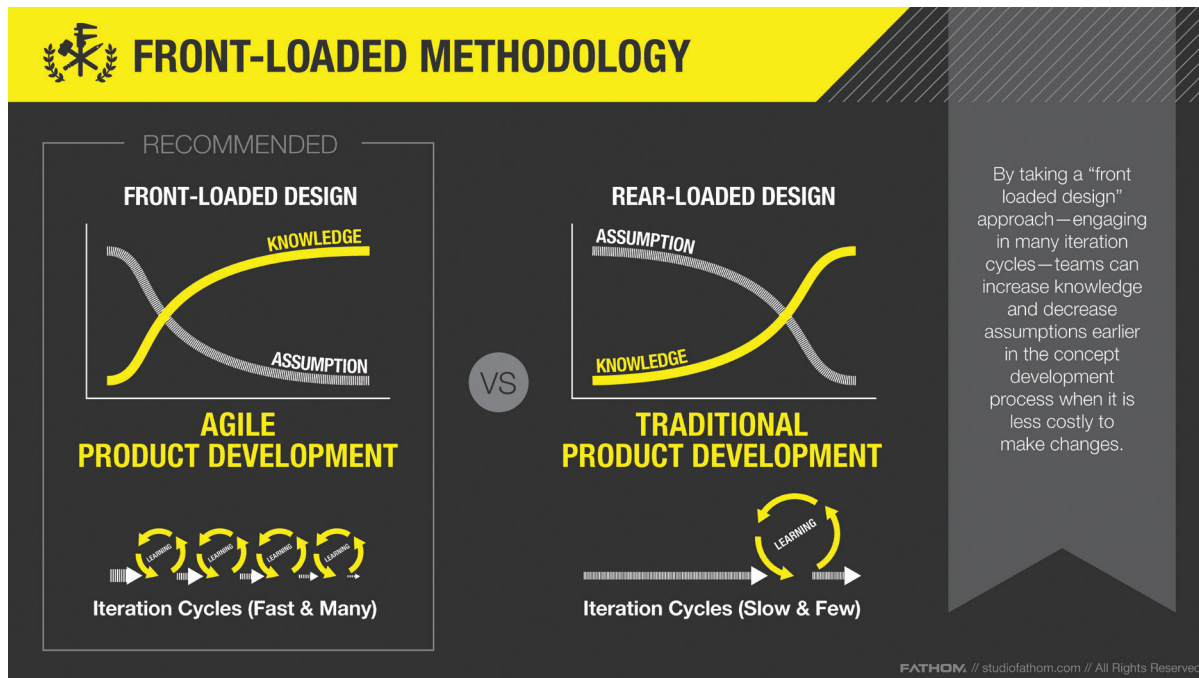 FRONT-LOADED METHODOLOGY
RECOMMENDED
FRONT-LOADED DESIGN
KNOWLEDGE
ASSUMPTION
AGILE
PRODUCT DEVELOPMENT
LEARNING
LEARNING
LEARNING
LEARNING
Iteration Cycles (Fast & Many)
VS
REAR-LOADED DESIGN
ASSUMPTION
KNOWLEDGE
TRADITIONAL
PRODUCT DEVELOPMENT
LEARNING
Iteration Cycles (Slow & Few)
By taking a “front
loaded design”
approach—engaging
in many iteration
cycles—teams can
increase knowledge
and decrease
assumptions earlier
in the concept
development
process when it is
less costly to
make changes.
FATHOM. // studiofathom.com // All Rights Reserved